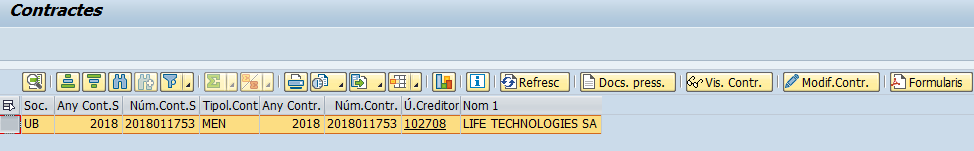 Contractes
Refresc Docs. press. Vis. Contr. Modif.Contr. Formularis
Soc. Any Cont.S Núm.Cont.S Tipol.Cont Any Contr. Núm.Contr. Ú.Creditor Nom 1
UB 2018 2018011753 MEN 2018 2018011753 102708 LIFE TECHNOLOGIES SA